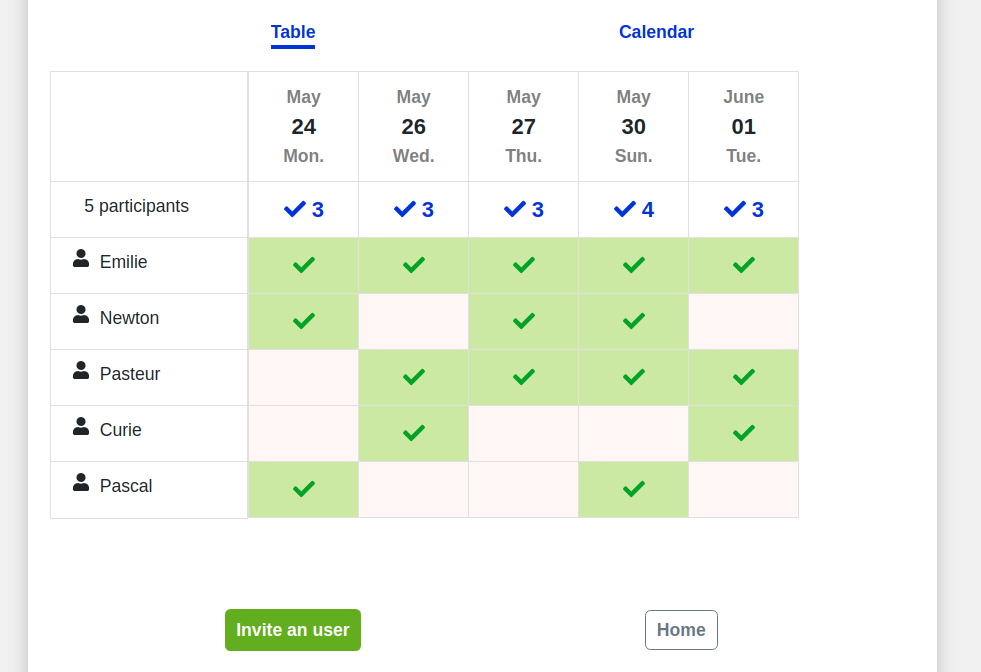 Table Calendar
May May May May June
24 26 27 30 01
Mon. Wed. Thu. Sun. Tue.
5 participants 3 3 3 4 3
Emilie
Newton
Pasteur
Curie
Pascal
Invite an user Home